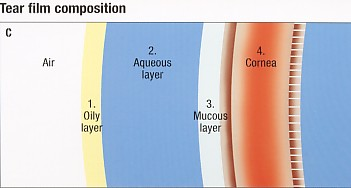 Tear film composition
C
Air
1.
Oily
layer
2.
Aqueous
layer
3.
Mucous
layer
4.
Cornea